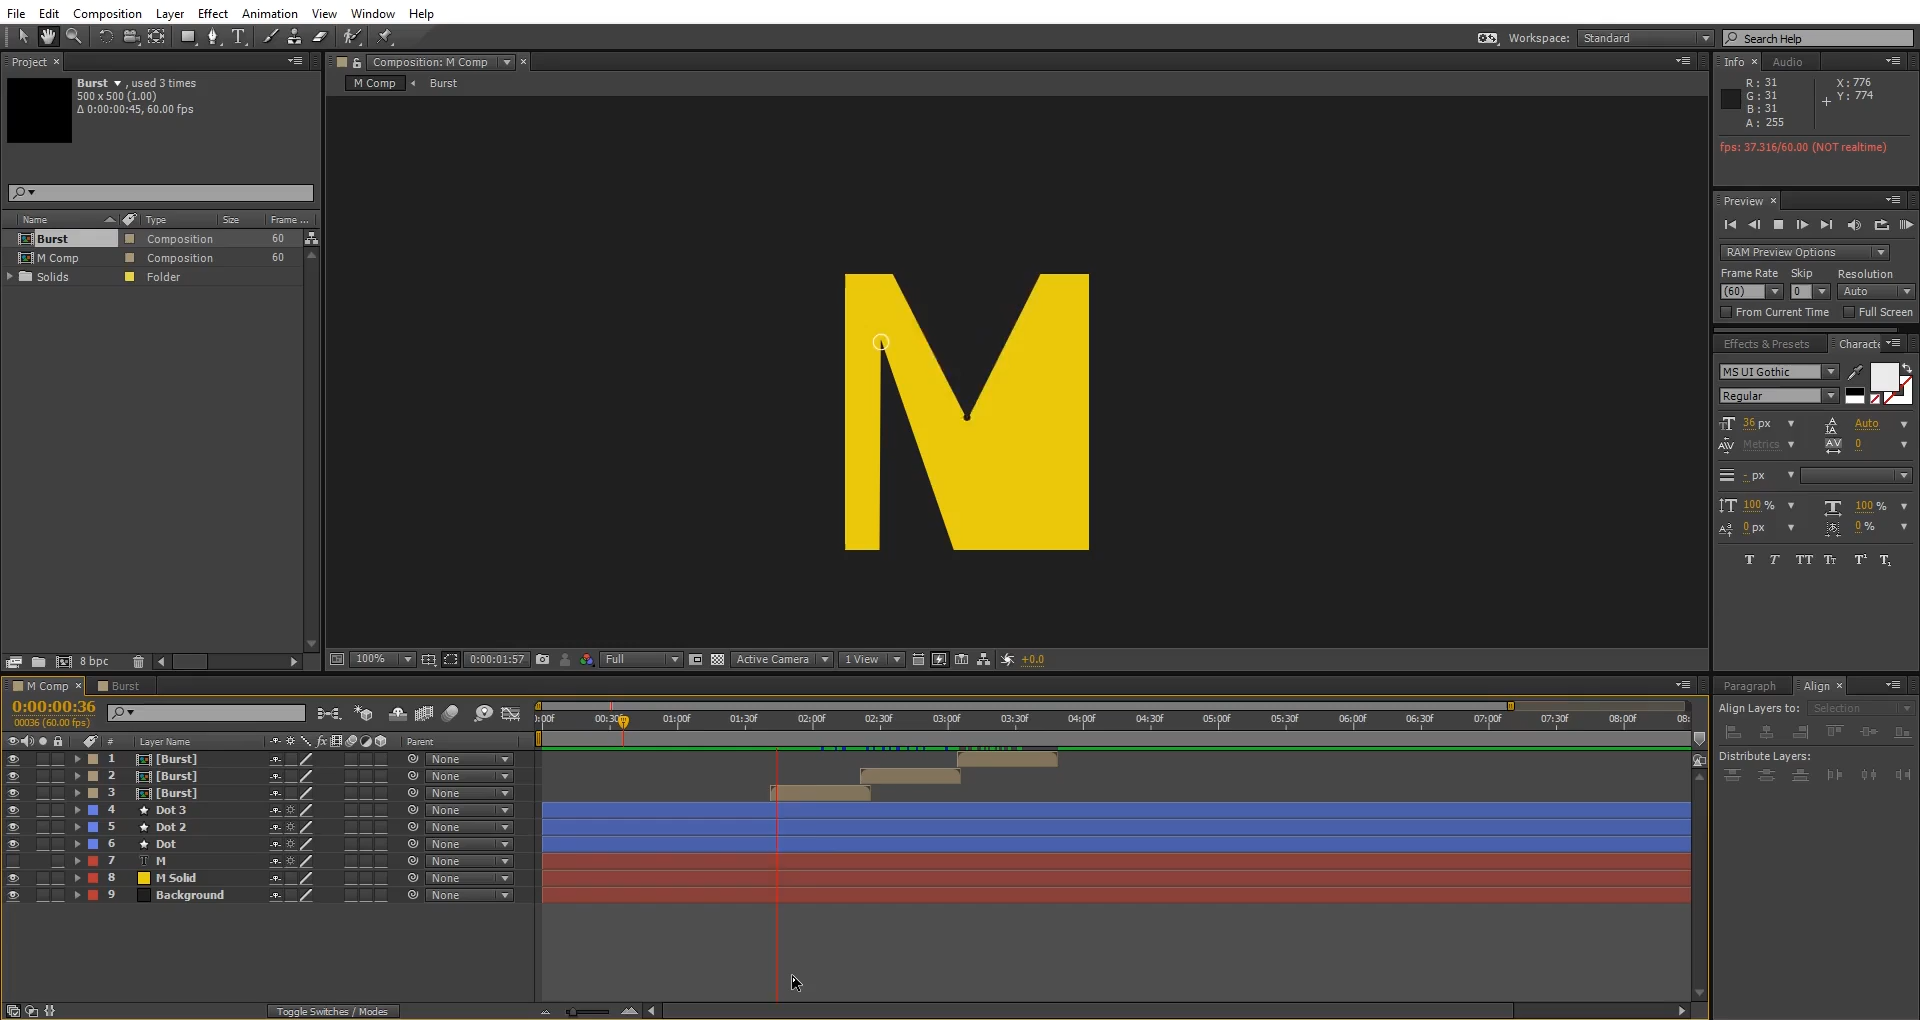 File Edit Composition Layer Effect Animation View Window Help
Workspace: Standard Search Help
Project
Burst , used 3 times
500 x 500 (1.00)
Δ 0:00:00:45, 60.00 fps
Name Type Size Frame ...
Burst Composition 60
M Comp Composition 60
Solids Folder
8 bpc
Composition: M Comp
M Comp Burst
M
100% 0:00:01:57 Full Active Camera 1 View +0.0
Info Audio
R: 31 X: 776
G: 31 Y: 774
B: 31
A: 255
fps: 37.316/60.00 (NOT realtime)
Preview
RAM Preview Options
Frame Rate Skip Resolution
(60) 0 Auto
From Current Time Full Screen
Effects & Presets Characte
MS UI Gothic
Regular
36 px Auto
Metrics 0
- px
100 % 100 %
0 px 0 %
T T TT Tt T¹ T₁
M Comp Burst
0:00:00:36
00036 (60.00 fps)
:00f 00:30f 01:00f 01:30f 02:00f 02:30f 03:00f 03:30f 04:00f 04:30f 05:00f 05:30f 06:00f 06:30f 07:00f 07:30f 08:00f 08:
# Layer Name fx Parent
1 [Burst] None
2 [Burst] None
3 [Burst] None
4 Dot 3 None
5 Dot 2 None
6 Dot None
7 T M None
8 M Solid None
9 Background None
Toggle Switches / Modes
Paragraph Align
Align Layers to: Selection
Distribute Layers: